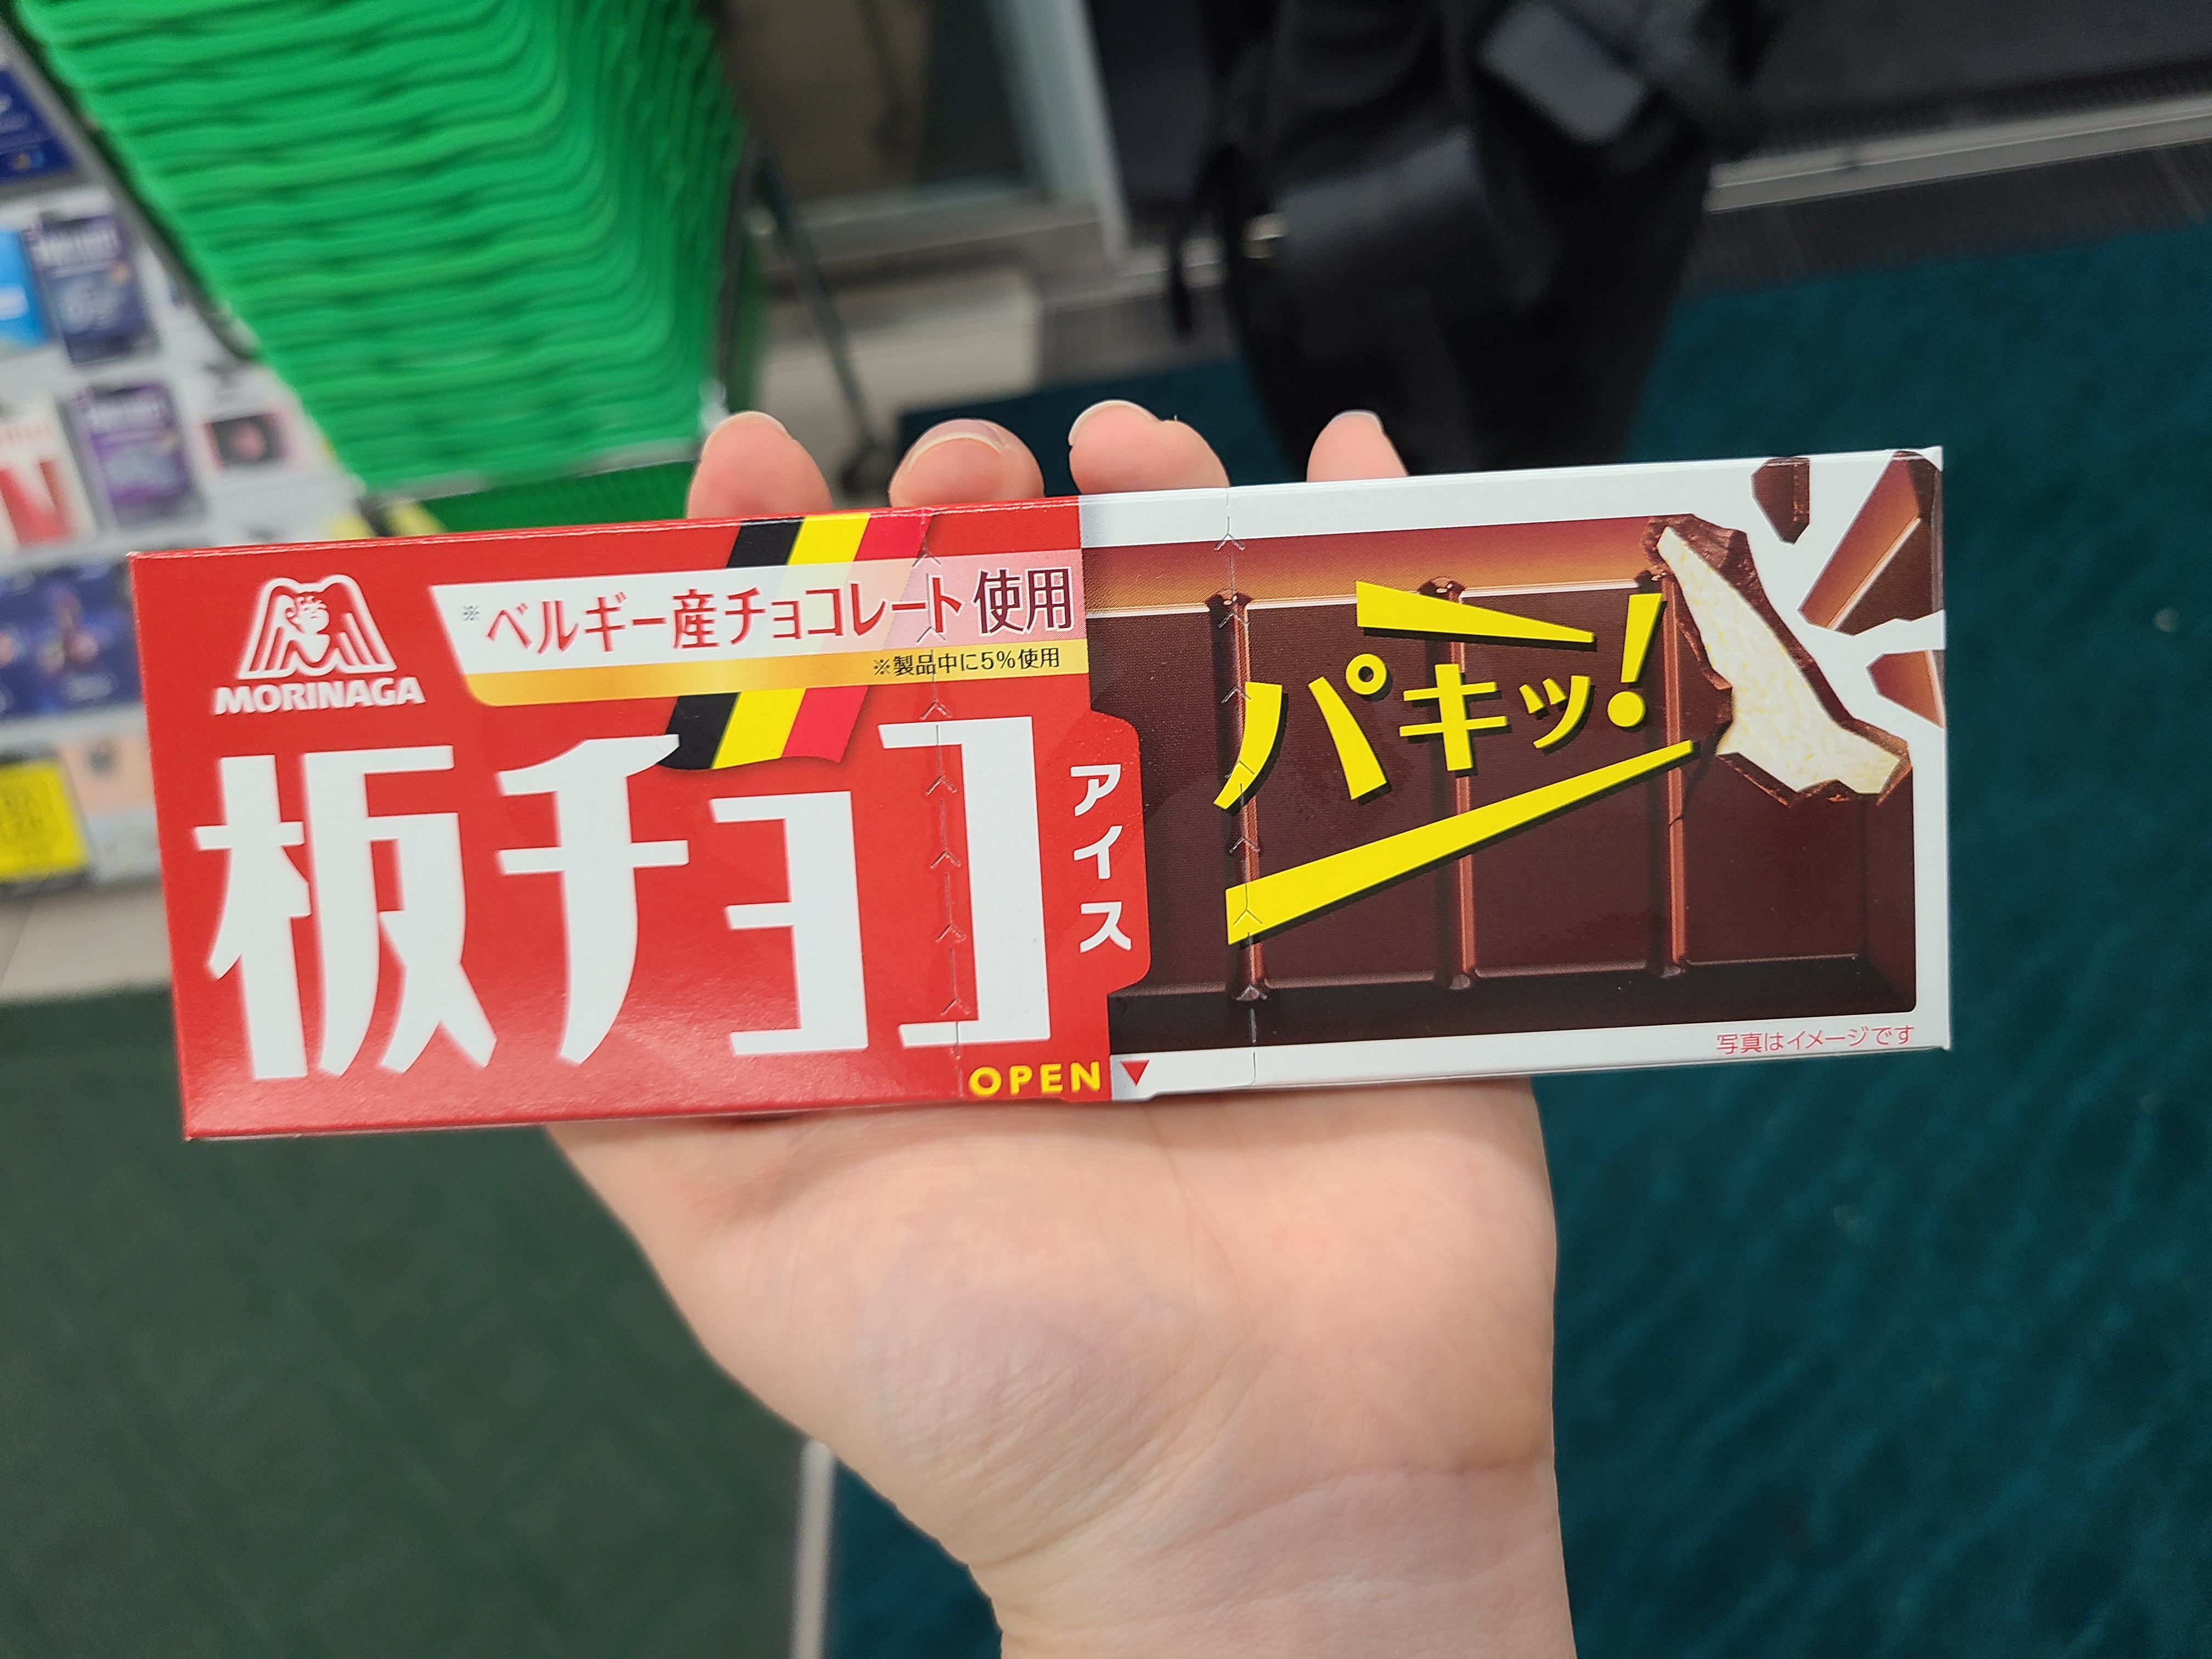 MORINAGA
※ベルギー産チョコレート使用
※製品中に5%使用
板チョコ
アイス
パキッ!
OPEN
写真はイメージです